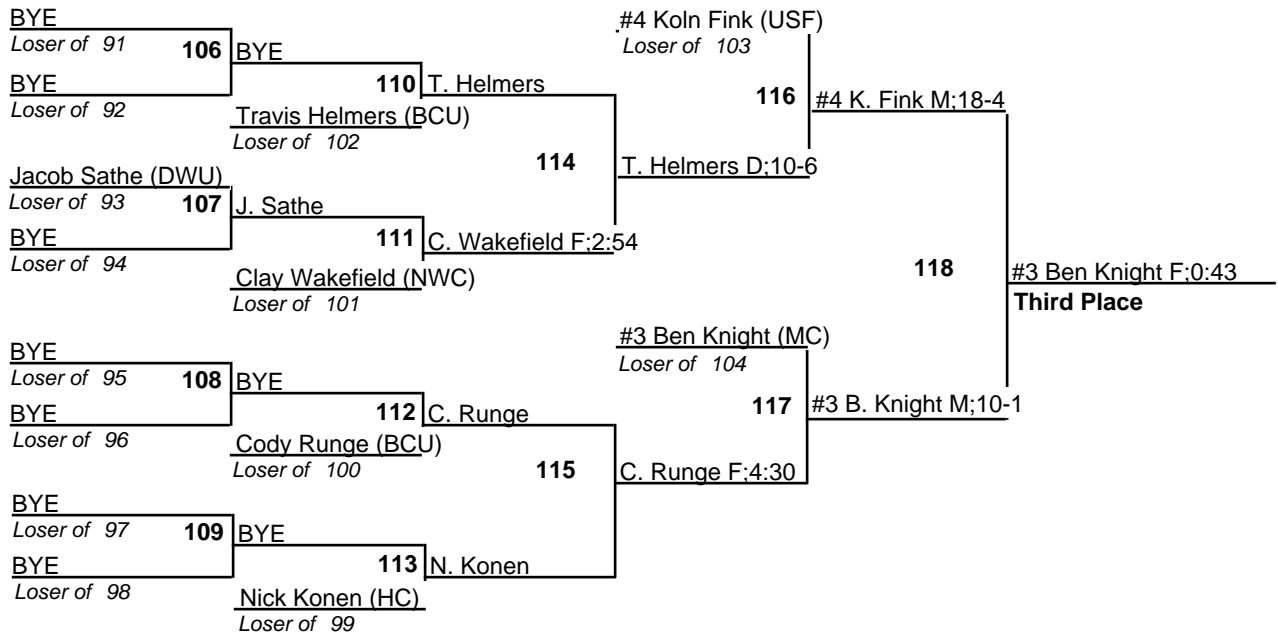 BYE
Loser of 91
106
BYE
BYE
Loser of 92
110
T. Helmers
Travis Helmers (BCU)
Loser of 102
Jacob Sathe (DWU)
Loser of 93
107
J. Sathe
BYE
Loser of 94
111
C. Wakefield F;2:54
Clay Wakefield (NWC)
Loser of 101
114
T. Helmers D;10-6
#4 Koln Fink (USF)
Loser of 103
116
#4 K. Fink M;18-4
BYE
Loser of 95
108
BYE
BYE
Loser of 96
112
C. Runge
Cody Runge (BCU)
Loser of 100
BYE
Loser of 97
109
BYE
BYE
Loser of 98
113
N. Konen
Nick Konen (HC)
Loser of 99
115
C. Runge F;4:30
#3 Ben Knight (MC)
Loser of 104
117
#3 B. Knight M;10-1
118
#3 Ben Knight F;0:43
Third Place